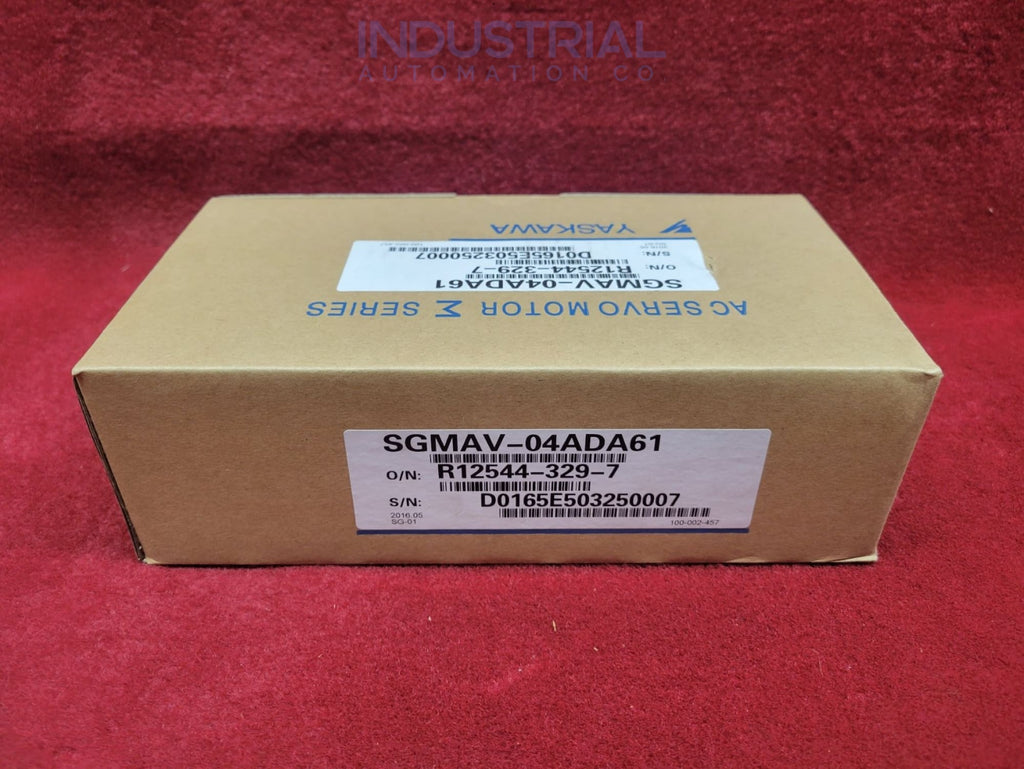 INDUSTRIAL
AUTOMATION CO
AC SERVO MOTOR Σ SERIES
SGMAV-04ADA61
O/N: R12544-329-7
S/N: D0165E503250007
YASKAWA
SGMAV-04ADA61
O/N: R12544-329-7
S/N: D0165E503250007
2016.05
SG-01
100-002-457